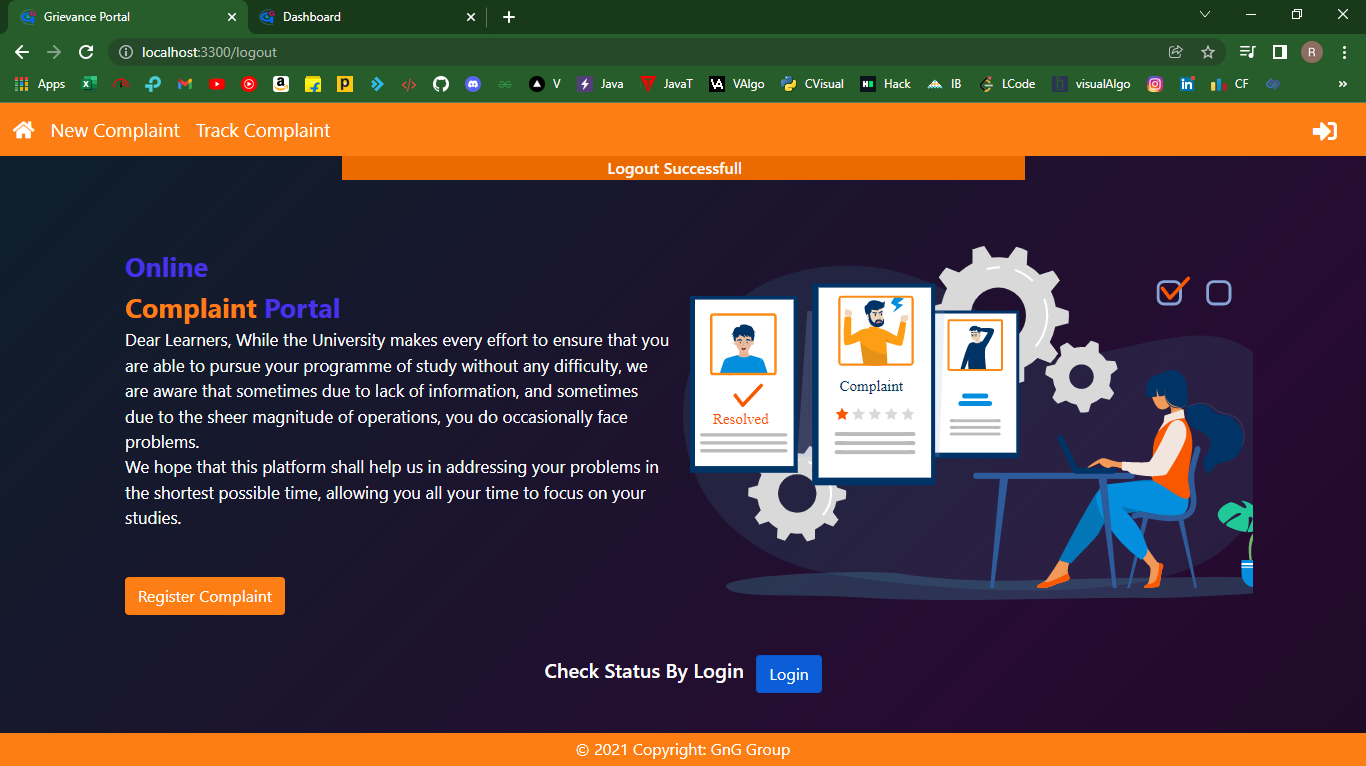 Grievance Portal
Dashboard
localhost:3300/logout
R
Apps
V
Java
JavaT
VAlgo
CVisual
Hack
IB
LCode
visualAlgo
CF
»
New Complaint
Track Complaint
Logout Successfull
Online
Complaint Portal
Dear Learners, While the University makes every effort to ensure that you
are able to pursue your programme of study without any difficulty, we
are aware that sometimes due to lack of information, and sometimes
due to the sheer magnitude of operations, you do occasionally face
problems.
We hope that this platform shall help us in addressing your problems in
the shortest possible time, allowing you all your time to focus on your
studies.
Resolved
Complaint
Register Complaint
Check Status By Login
Login
© 2021 Copyright: GnG Group